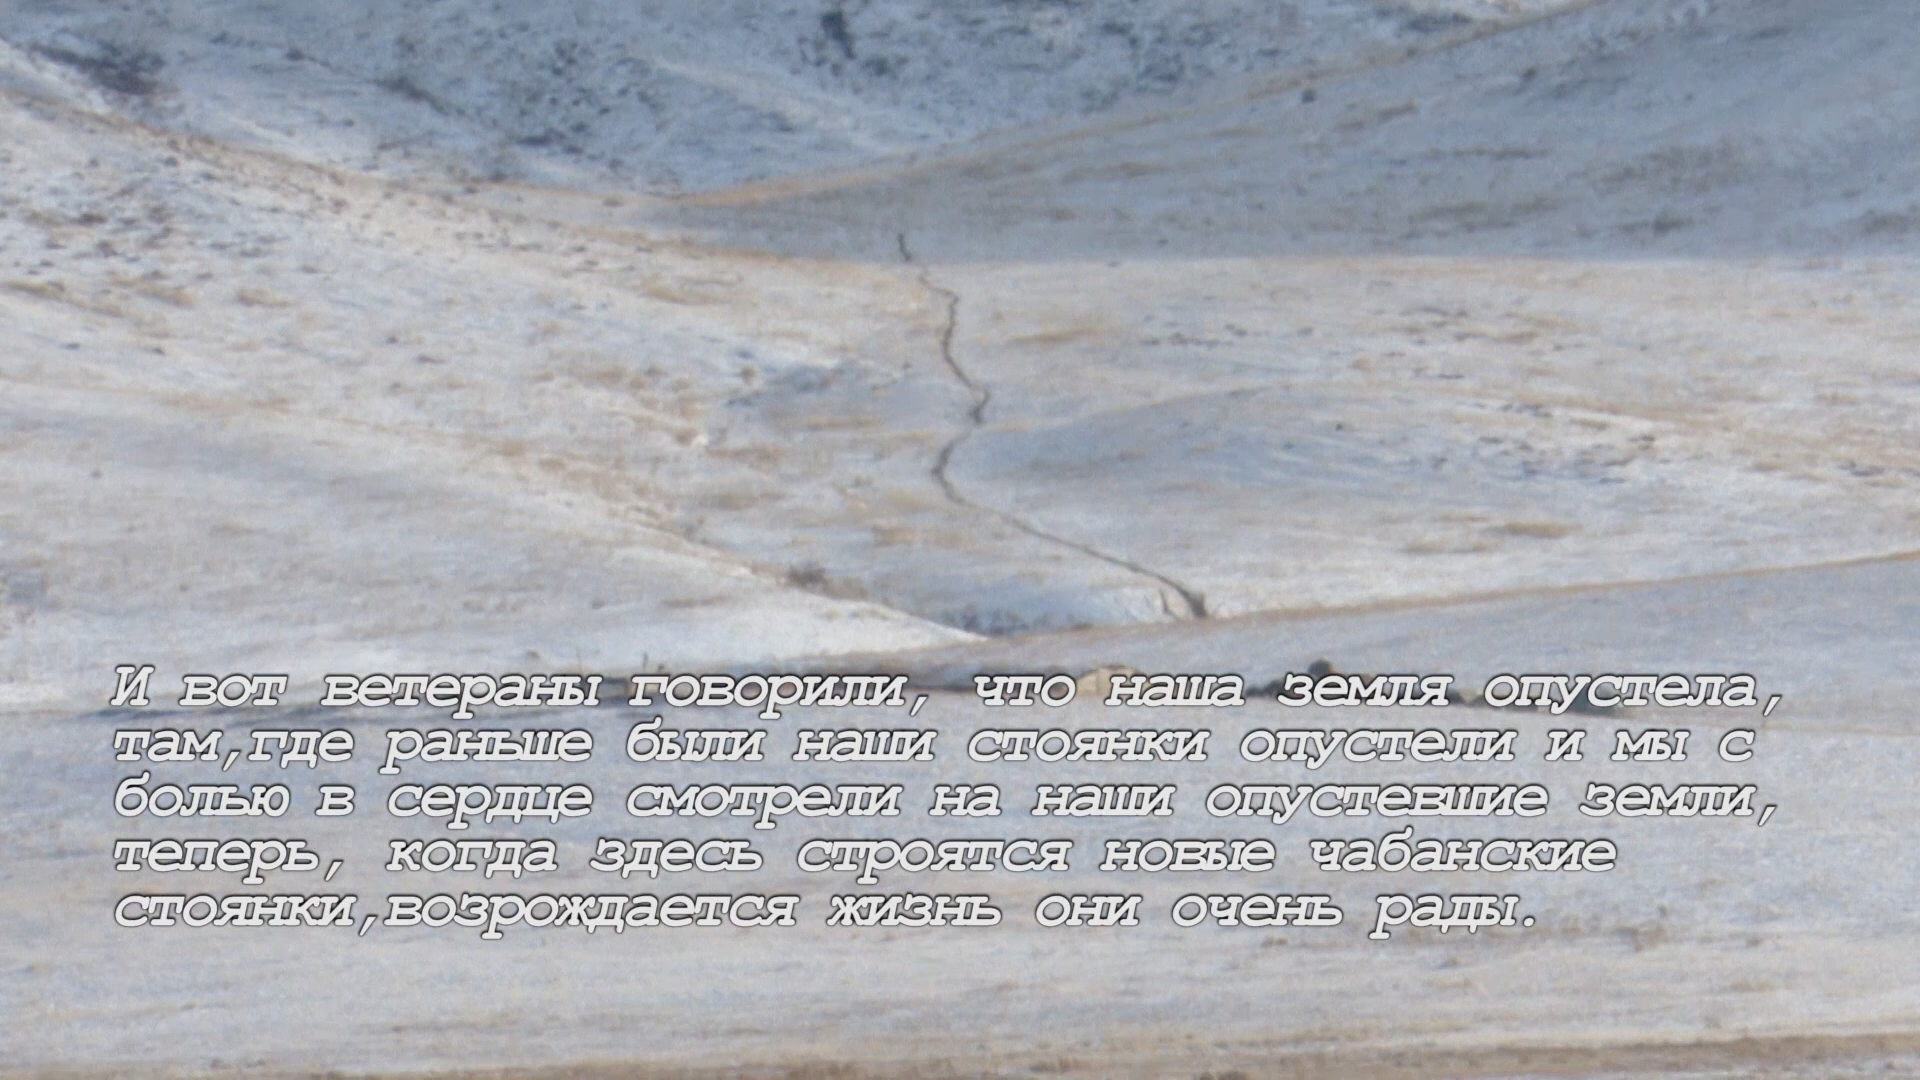 И вот ветераны говорили, что наша земля опустела,
там,где раньше были наши стоянки опустели и мы с
болью в сердце смотрели на наши опустевшие земли,
теперь, когда здесь строятся новые чабанские
стоянки,возрождается жизнь они очень рады.